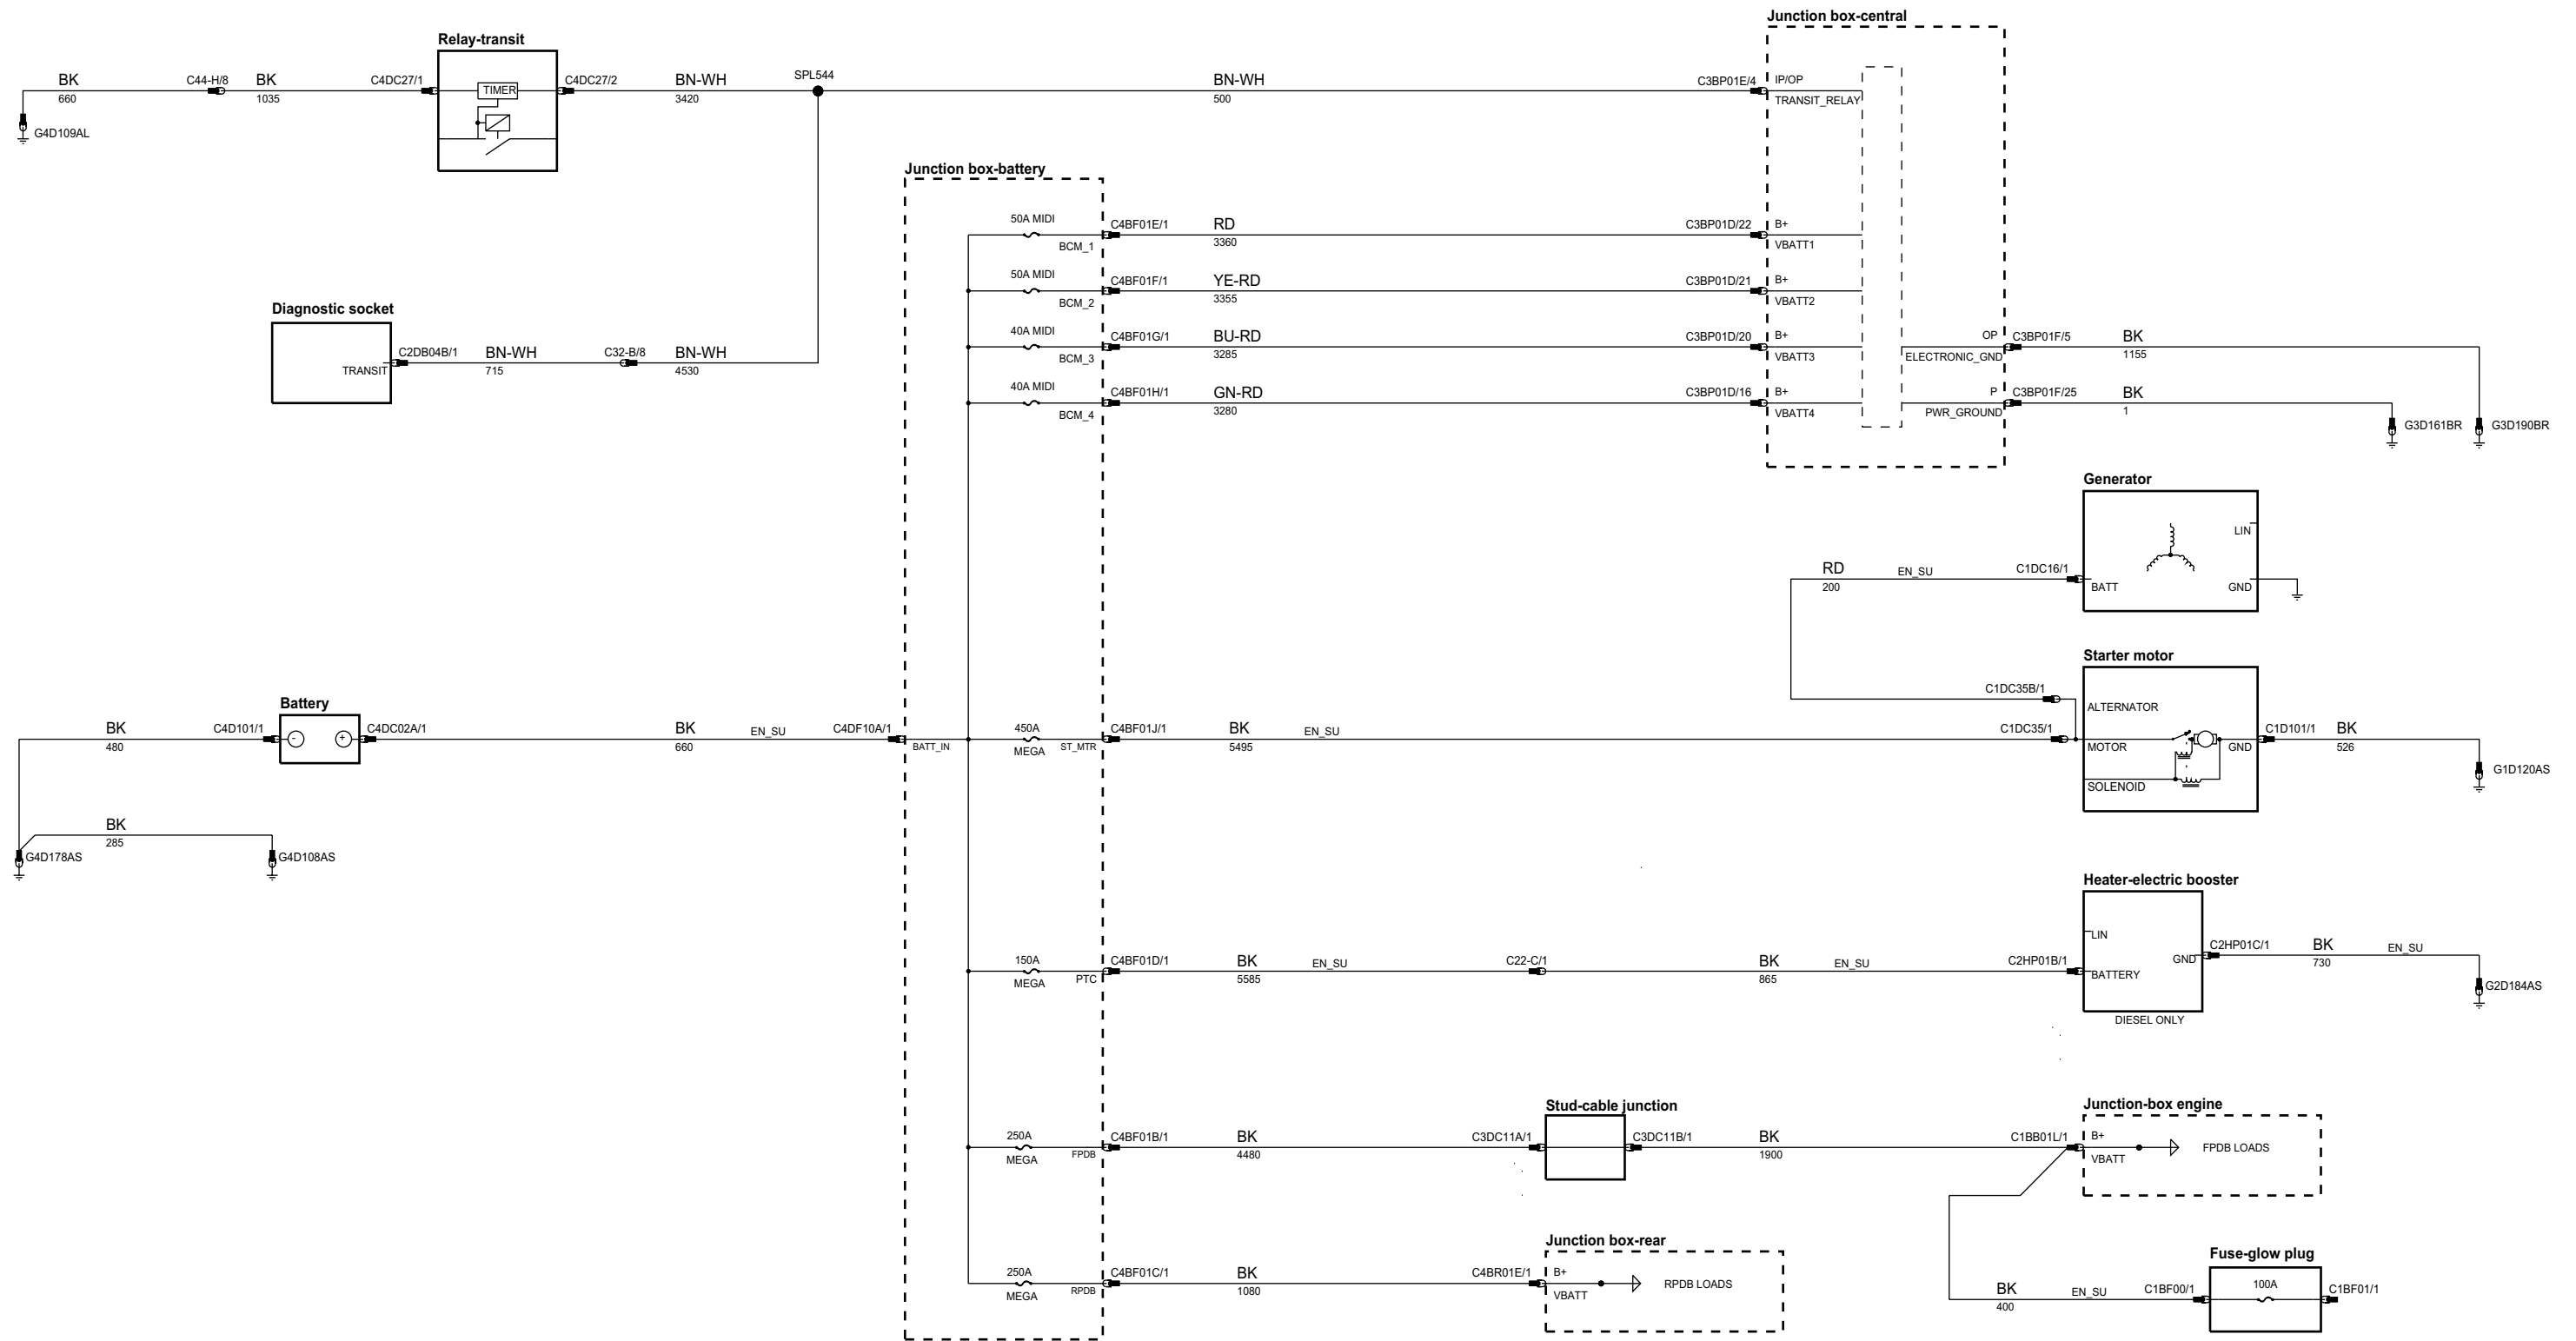 Junction box-central
Relay-transit
BK
660
C44-H/8
BK
1035
C4DC27/1
TIMER
C4DC27/2
BN-WH
3420
SPL544
BN-WH
500
C3BP01E/4
IP/OP
TRANSIT_RELAY
G4D109AL
Junction box-battery
50A MIDI
BCM_1
C4BF01E/1
RD
3360
C3BP01D/22
B+
VBATT1
50A MIDI
BCM_2
C4BF01F/1
YE-RD
3355
C3BP01D/21
B+
VBATT2
Diagnostic socket
TRANSIT
C2DB04B/1
BN-WH
715
C32-B/8
BN-WH
4530
40A MIDI
BCM_3
C4BF01G/1
BU-RD
3285
C3BP01D/20
B+
VBATT3
OP
ELECTRONIC_GND
C3BP01F/5
BK
1155
40A MIDI
BCM_4
C4BF01H/1
GN-RD
3280
C3BP01D/16
B+
VBATT4
P
PWR_GROUND
C3BP01F/25
BK
1
G3D161BR
G3D190BR
Generator
LIN
RD
200
EN_SU
C1DC16/1
BATT
GND
Starter motor
C1DC35B/1
ALTERNATOR
Battery
BK
480
C4D101/1
-
+
C4DC02A/1
BK
660
EN_SU
C4DF10A/1
BATT_IN
450A
MEGA
ST_MTR
C4BF01J/1
BK
5495
EN_SU
C1DC35/1
MOTOR
GND
C1D101/1
BK
526
SOLENOID
G1D120AS
BK
285
G4D178AS
G4D108AS
Heater-electric booster
LIN
150A
MEGA
PTC
C4BF01D/1
BK
5585
EN_SU
C22-C/1
BK
865
EN_SU
C2HP01B/1
BATTERY
GND
C2HP01C/1
BK
730
EN_SU
G2D184AS
DIESEL ONLY
Stud-cable junction
Junction-box engine
250A
MEGA
FPDB
C4BF01B/1
BK
4480
C3DC11A/1
C3DC11B/1
BK
1900
C1BB01L/1
B+
VBATT
FPDB LOADS
Junction box-rear
Fuse-glow plug
250A
MEGA
RPDB
C4BF01C/1
BK
1080
C4BR01E/1
B+
VBATT
RPDB LOADS
BK
400
EN_SU
C1BF00/1
100A
C1BF01/1